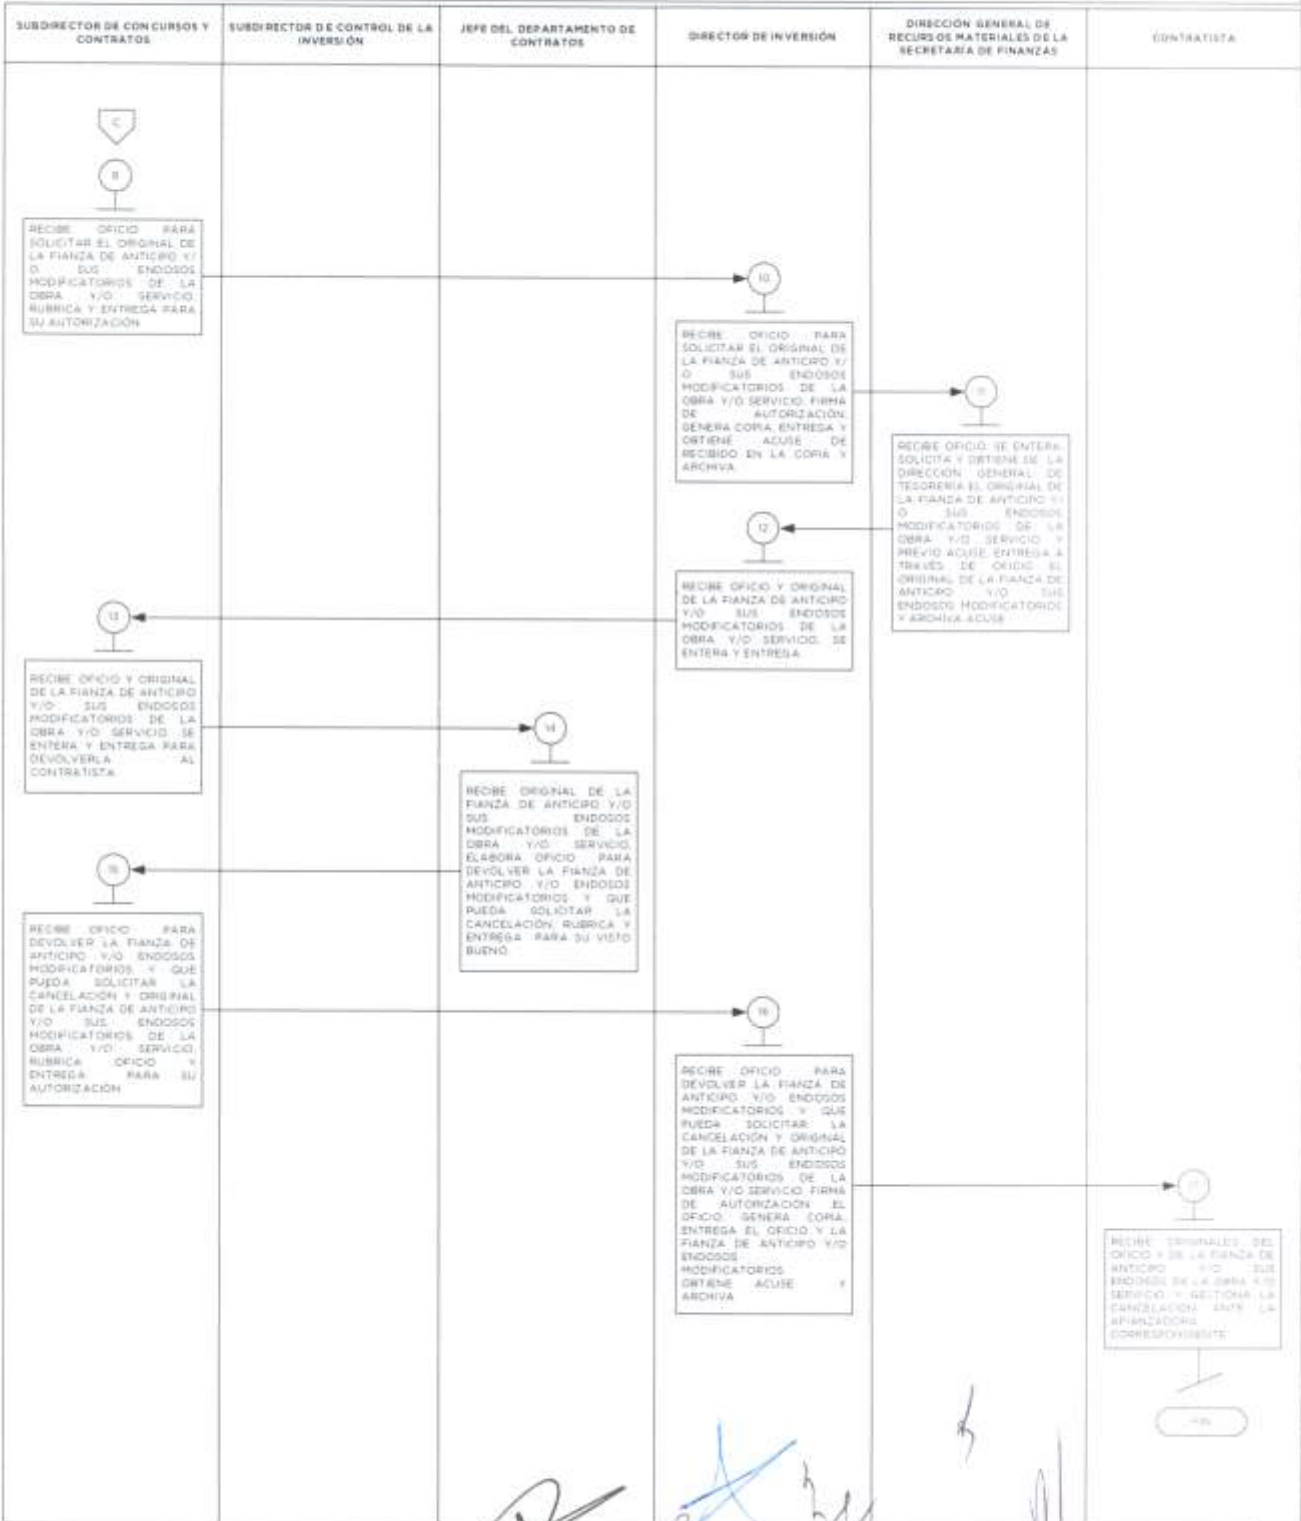 SUBDIRECTOR DE CONCURSOS Y
CONTRATOS
SUBDIRECTOR DE CONTROL DE LA
INVERSIÓN
JEFE DEL DEPARTAMENTO DE
CONTRATOS
DIRECTOR DE INVERSIÓN
DIRECCIÓN GENERAL DE
RECURSOS MATERIALES DE LA
SECRETARÍA DE FINANZAS
CONTRATISTA
C
RECIBE OFICIO PARA
SOLICITAR EL ORIGINAL DE
LA FIANZA DE ANTICIPO Y/
O SUS ENDOSOS
MODIFICATORIOS DE LA
OBRA Y/O SERVICIO,
RUBRICA Y ENTREGA PARA
SU AUTORIZACIÓN
10
RECIBE OFICIO PARA
SOLICITAR EL ORIGINAL DE
LA FIANZA DE ANTICIPO Y/
O SUS ENDOSOS
MODIFICATORIOS DE LA
OBRA Y/O SERVICIO, FIRMA
DE AUTORIZACIÓN,
GENERA COPIA, ENTREGA Y
OBTIENE ACUSE DE
RECIBIDO EN LA COPIA Y
ARCHIVA.
11
RECIBE OFICIO, SE ENTERA,
SOLICITA Y OBTIENE DE LA
DIRECCIÓN GENERAL DE
TESORERÍA EL ORIGINAL DE
LA FIANZA DE ANTICIPO Y/
O SUS ENDOSOS
MODIFICATORIOS DE LA
OBRA Y/O SERVICIO Y
PREVIO ACUSE, ENTREGA A
TRAVÉS DE OFICIO EL
ORIGINAL DE LA FIANZA DE
ANTICIPO Y/O SUS
ENDOSOS MODIFICATORIOS
Y ARCHIVA ACUSE
12
RECIBE OFICIO Y ORIGINAL
DE LA FIANZA DE ANTICIPO
Y/O SUS ENDOSOS
MODIFICATORIOS DE LA
OBRA Y/O SERVICIO, SE
ENTERA Y ENTREGA.
13
RECIBE OFICIO Y ORIGINAL
DE LA FIANZA DE ANTICIPO
Y/O SUS ENDOSOS
MODIFICATORIOS DE LA
OBRA Y/O SERVICIO, SE
ENTERA Y ENTREGA PARA
DEVOLVERLA AL
CONTRATISTA
14
RECIBE ORIGINAL DE LA
FIANZA DE ANTICIPO Y/O
SUS ENDOSOS
MODIFICATORIOS DE LA
OBRA Y/O SERVICIO,
ELABORA OFICIO PARA
DEVOLVER LA FIANZA DE
ANTICIPO Y/O ENDOSOS
MODIFICATORIOS Y QUE
PUEDA SOLICITAR LA
CANCELACIÓN, RUBRICA Y
ENTREGA PARA SU VISTO
BUENO
15
RECIBE OFICIO PARA
DEVOLVER LA FIANZA DE
ANTICIPO Y/O ENDOSOS
MODIFICATORIOS Y QUE
PUEDA SOLICITAR LA
CANCELACIÓN Y ORIGINAL
DE LA FIANZA DE ANTICIPO
Y/O SUS ENDOSOS
MODIFICATORIOS DE LA
OBRA Y/O SERVICIO,
RUBRICA OFICIO Y
ENTREGA PARA SU
AUTORIZACIÓN
16
RECIBE OFICIO PARA
DEVOLVER LA FIANZA DE
ANTICIPO Y/O ENDOSOS
MODIFICATORIOS Y QUE
PUEDA SOLICITAR LA
CANCELACIÓN Y ORIGINAL
DE LA FIANZA DE ANTICIPO
Y/O SUS ENDOSOS
MODIFICATORIOS DE LA
OBRA Y/O SERVICIO, FIRMA
DE AUTORIZACIÓN EL
OFICIO, GENERA COPIA,
ENTREGA EL OFICIO Y LA
FIANZA DE ANTICIPO Y/O
ENDOSOS
MODIFICATORIOS,
OBTIENE ACUSE Y
ARCHIVA
17
RECIBE ORIGINALES DEL
OFICIO Y DE LA FIANZA DE
ANTICIPO Y/O SUS
ENDOSOS DE LA OBRA Y/O
SERVICIO Y GESTIONA LA
CANCELACIÓN ANTE LA
AFIANZADORA
CORRESPONDIENTE
FIN